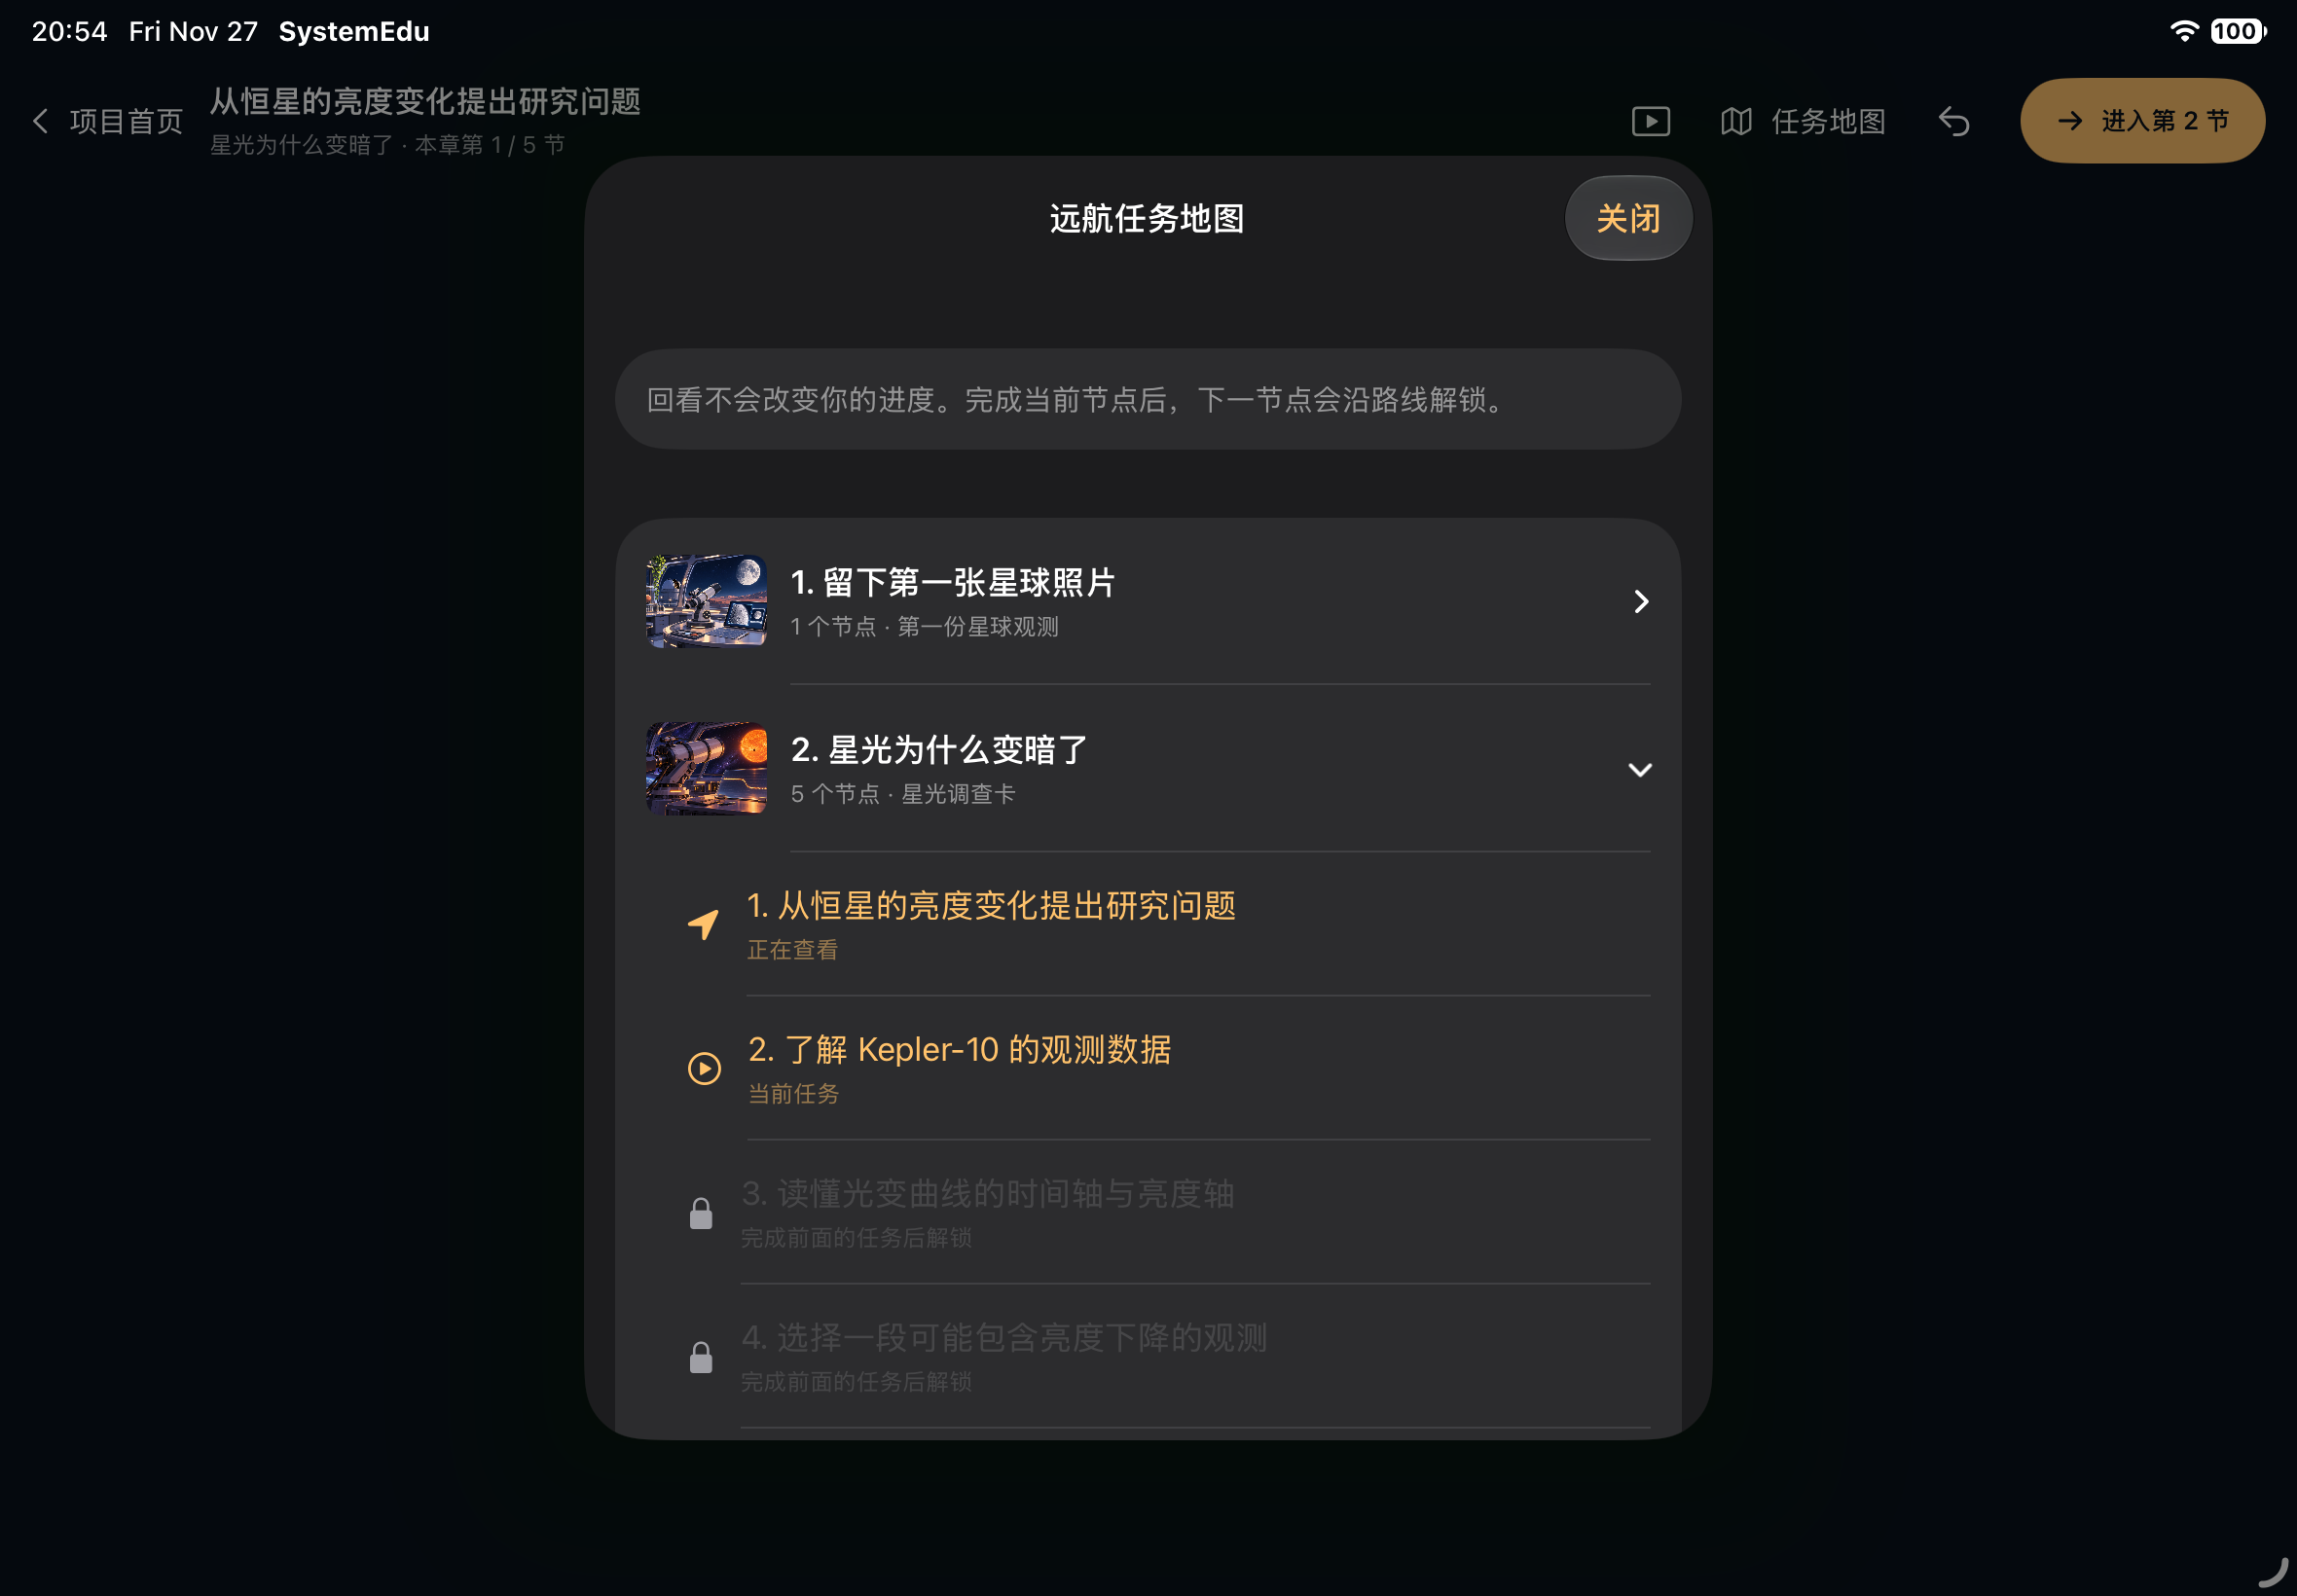 20:54 Fri Nov 27 SystemEdu
100
项目首页
从恒星的亮度变化提出研究问题
星光为什么变暗了 · 本章第 1 / 5 节
任务地图
进入第 2 节
远航任务地图
关闭
回看不会改变你的进度。完成当前节点后，下一节点会沿路线解锁。
1. 留下第一张星球照片
1 个节点 · 第一份星球观测
2. 星光为什么变暗了
5 个节点 · 星光调查卡
1. 从恒星的亮度变化提出研究问题
正在查看
2. 了解 Kepler-10 的观测数据
当前任务
3. 读懂光变曲线的时间轴与亮度轴
完成前面的任务后解锁
4. 选择一段可能包含亮度下降的观测
完成前面的任务后解锁